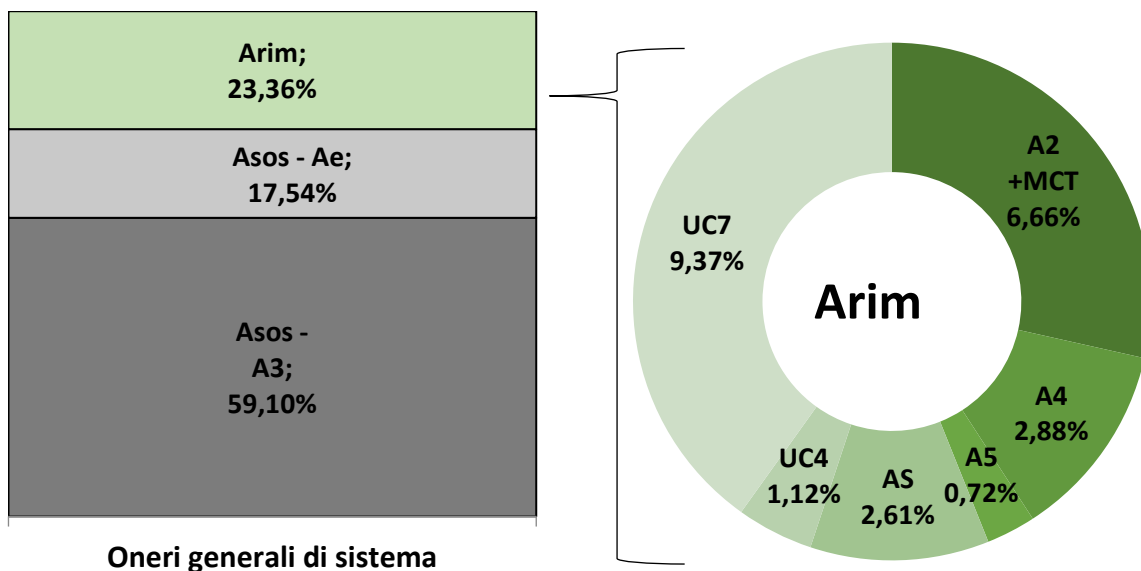 Arim;
23,36%
Asos - Ae;
17,54%
Asos -
A3;
59,10%
Oneri generali di sistema
A2
+MCT
6,66%
UC7
9,37%
Arim
A4
2,88%
A5
0,72%
UC4
1,12%
AS
2,61%